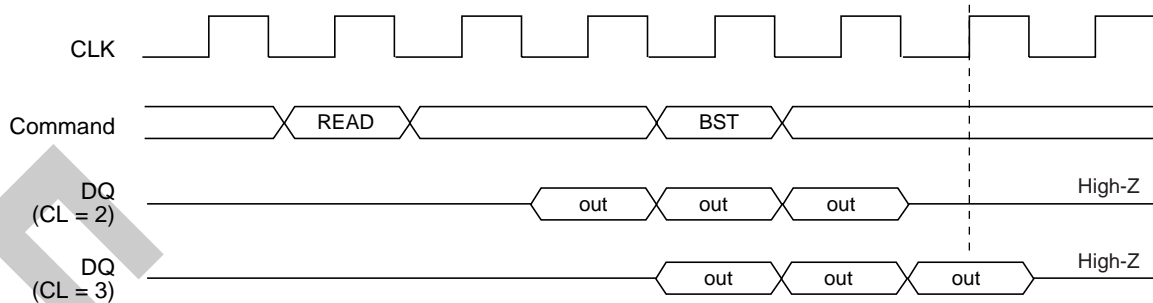 CLK
Command
READ
BST
DQ
(CL = 2)
out
out
out
High-Z
DQ
(CL = 3)
out
out
out
High-Z